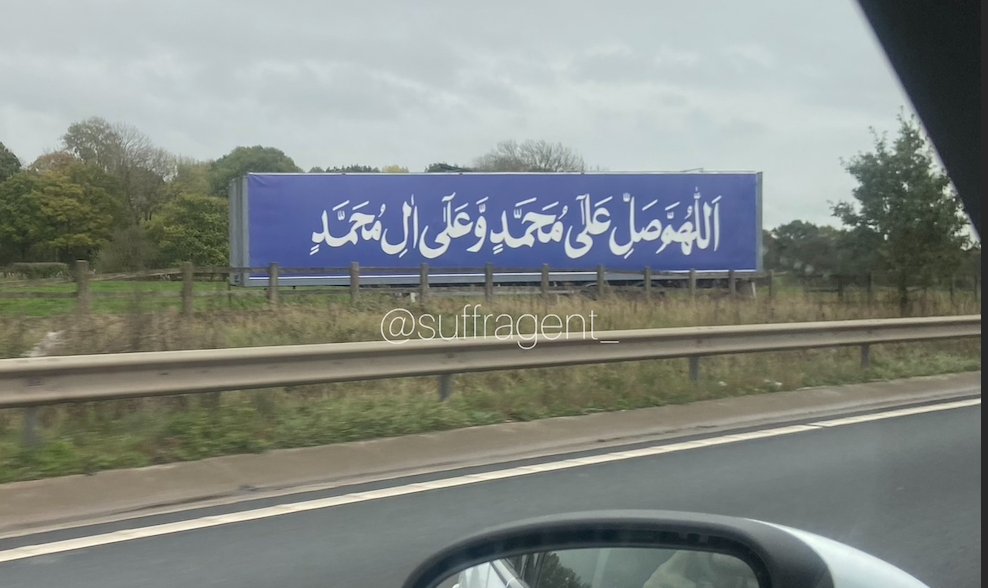 اَللّٰهُمَّ صَلِّ عَلٰى مُحَمَّدٍ وَّعَلٰٓى اٰلِ مُحَمَّدٍ
@suffragent_